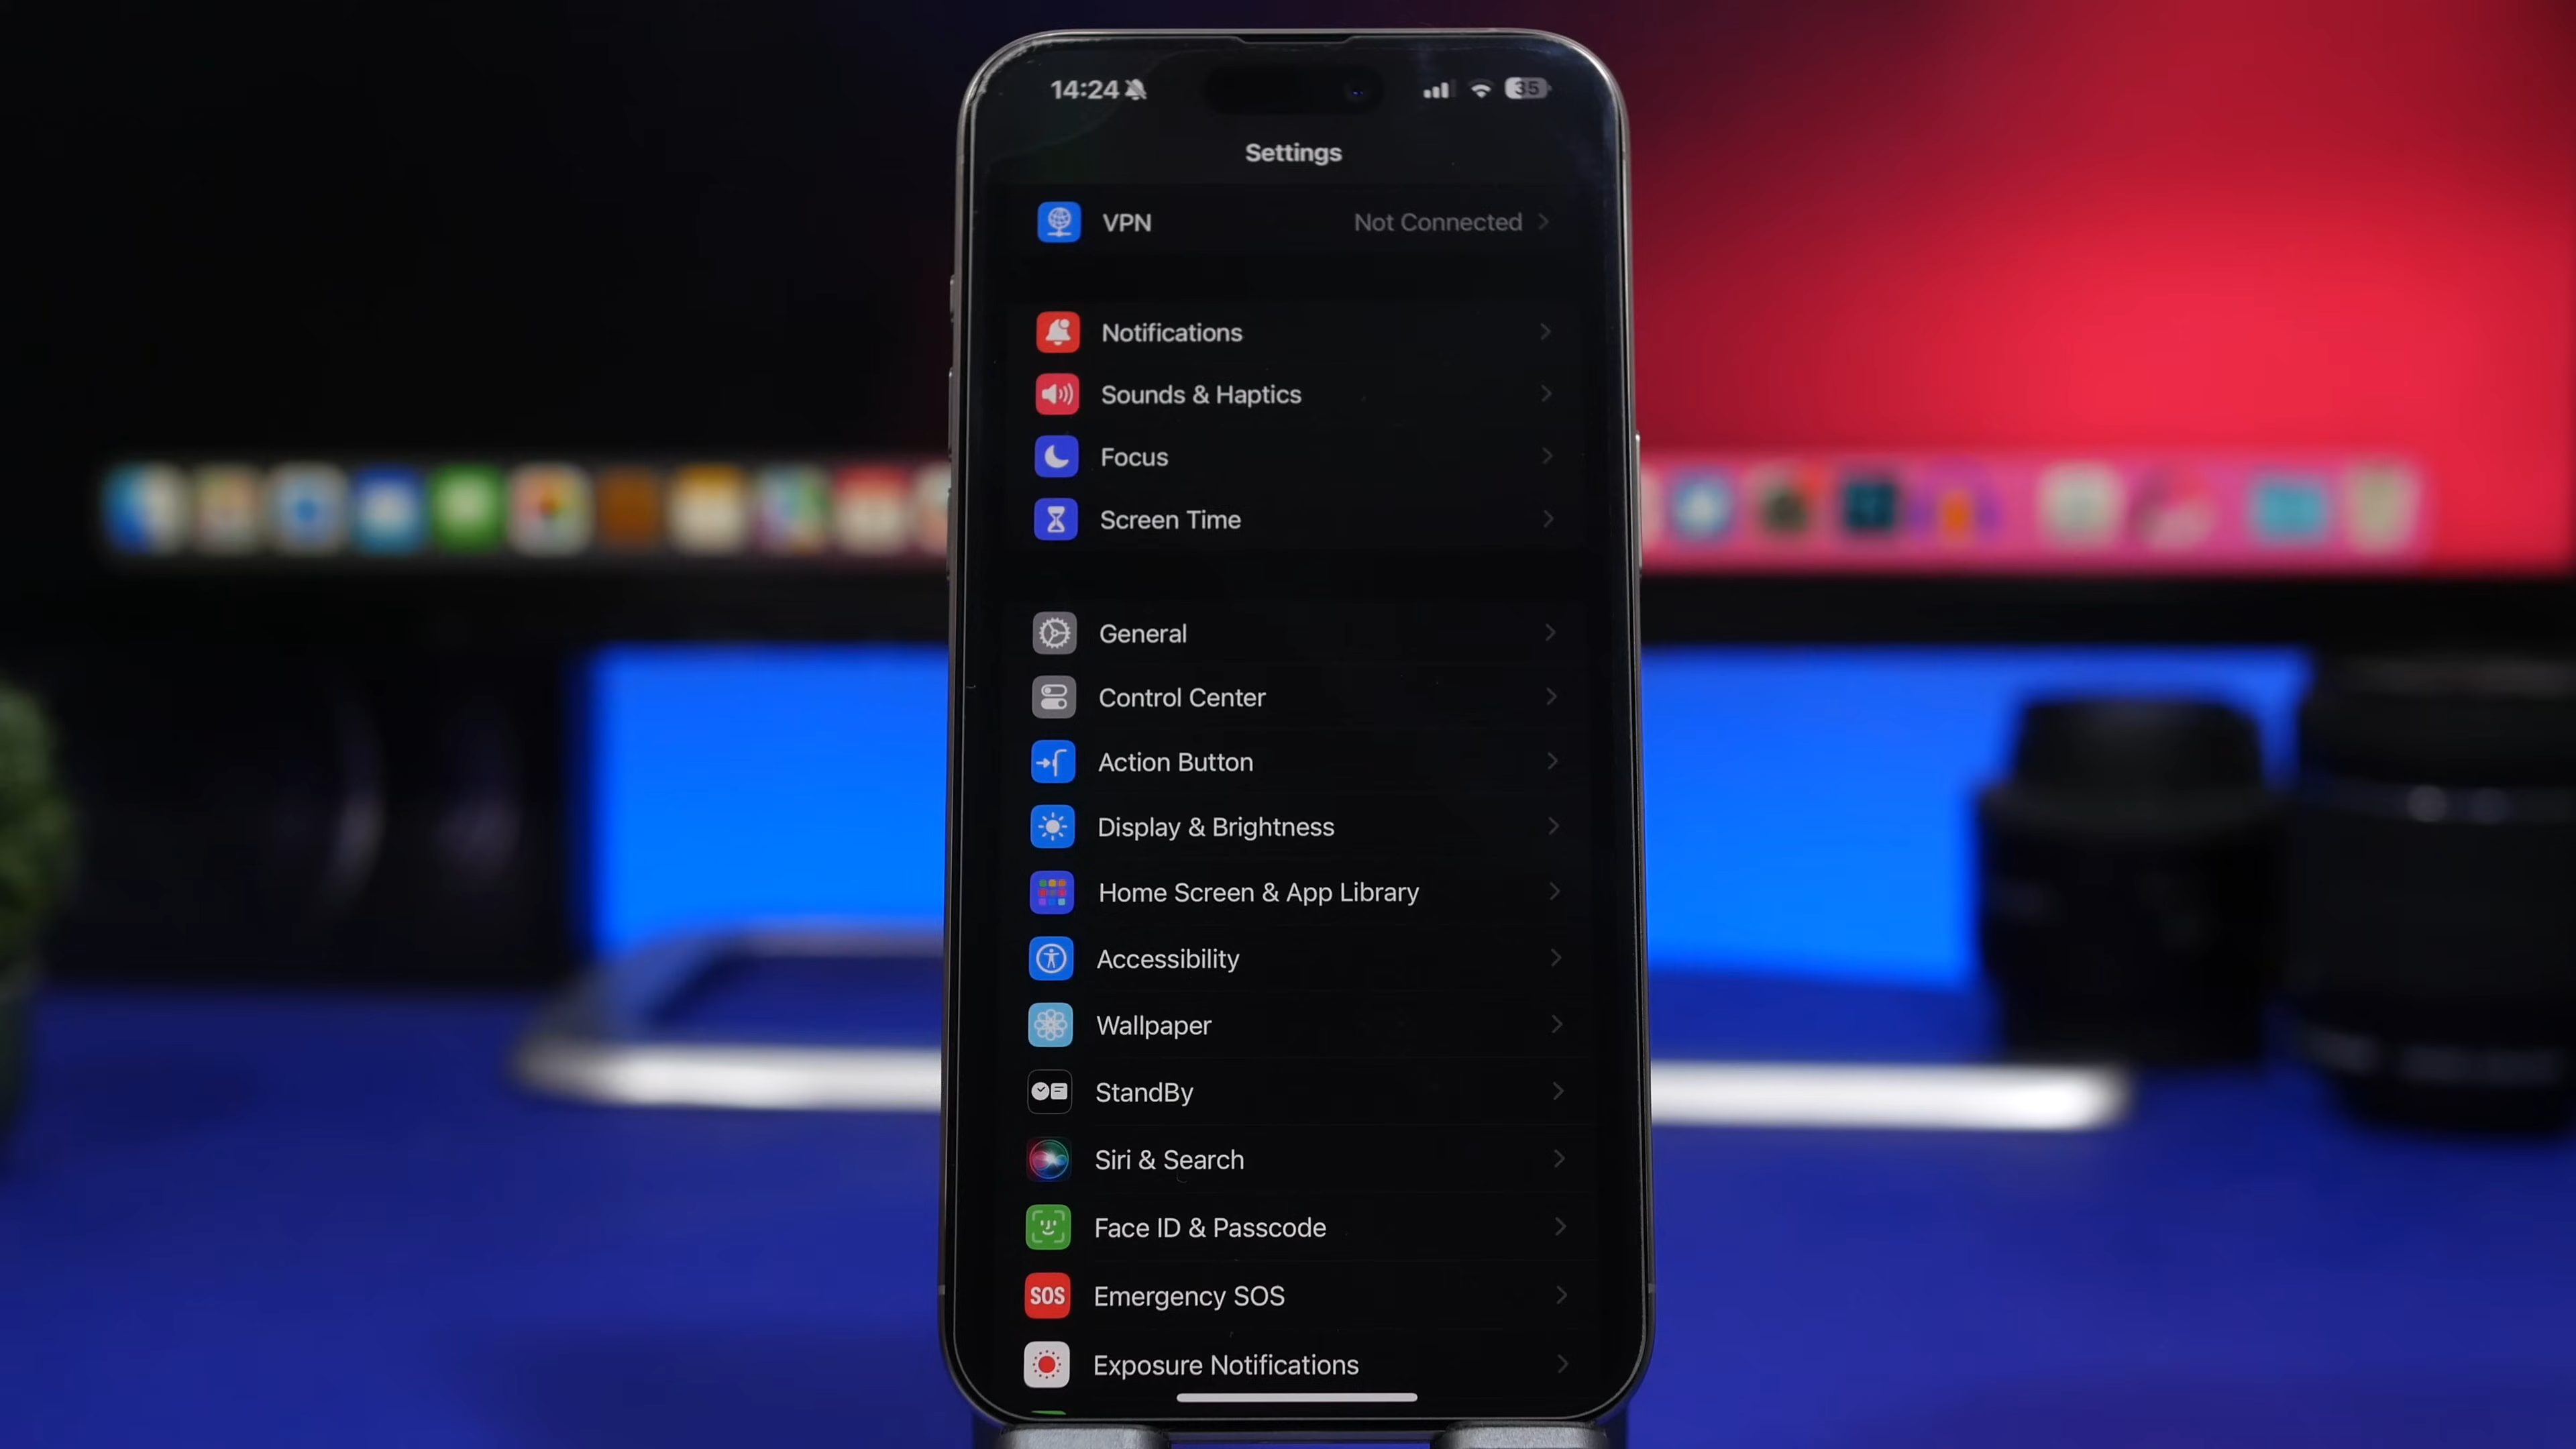 14:24
35
Settings
VPN Not Connected
Notifications
Sounds & Haptics
Focus
Screen Time
General
Control Center
Action Button
Display & Brightness
Home Screen & App Library
Accessibility
Wallpaper
StandBy
Siri & Search
Face ID & Passcode
SOS Emergency SOS
Exposure Notifications